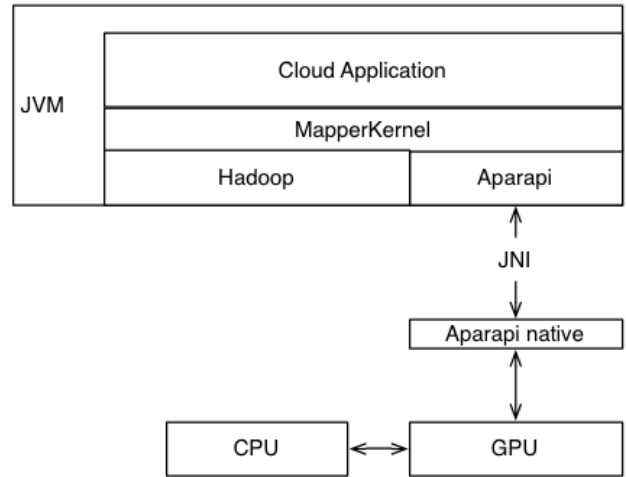 Cloud Application
JVM
MapperKernel
Hadoop
Aparapi
JNI
Aparapi native
CPU
GPU